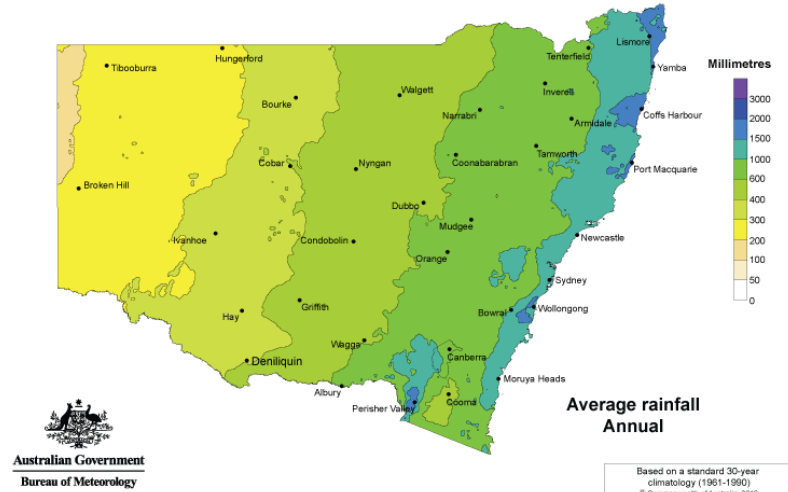 Lismore
Tenterfield
Hungerford
Tibooburra
Yamba
Millimetres
Inverell
Walgett
Bourke
3000
2000
1500
1000
600
400
300
200
100
50
0
Narrabri
Coffs Harbour
Armidale
Tamworth
Coonabarabran
Cobar
Nyngan
Port Macquarie
Broken Hill
Dubbo
Mudgee
Ivanhoe
Condobolin
Newcastle
Orange
Sydney
Griffith
Hay
Bowral
Wollongong
Wagga
Deniliquin
Canberra
Moruya Heads
Albury
Cooma
Perisher Valley
Average rainfall
Annual
Australian Government
Bureau of Meteorology
Based on a standard 30-year
climatology (1961-1990)